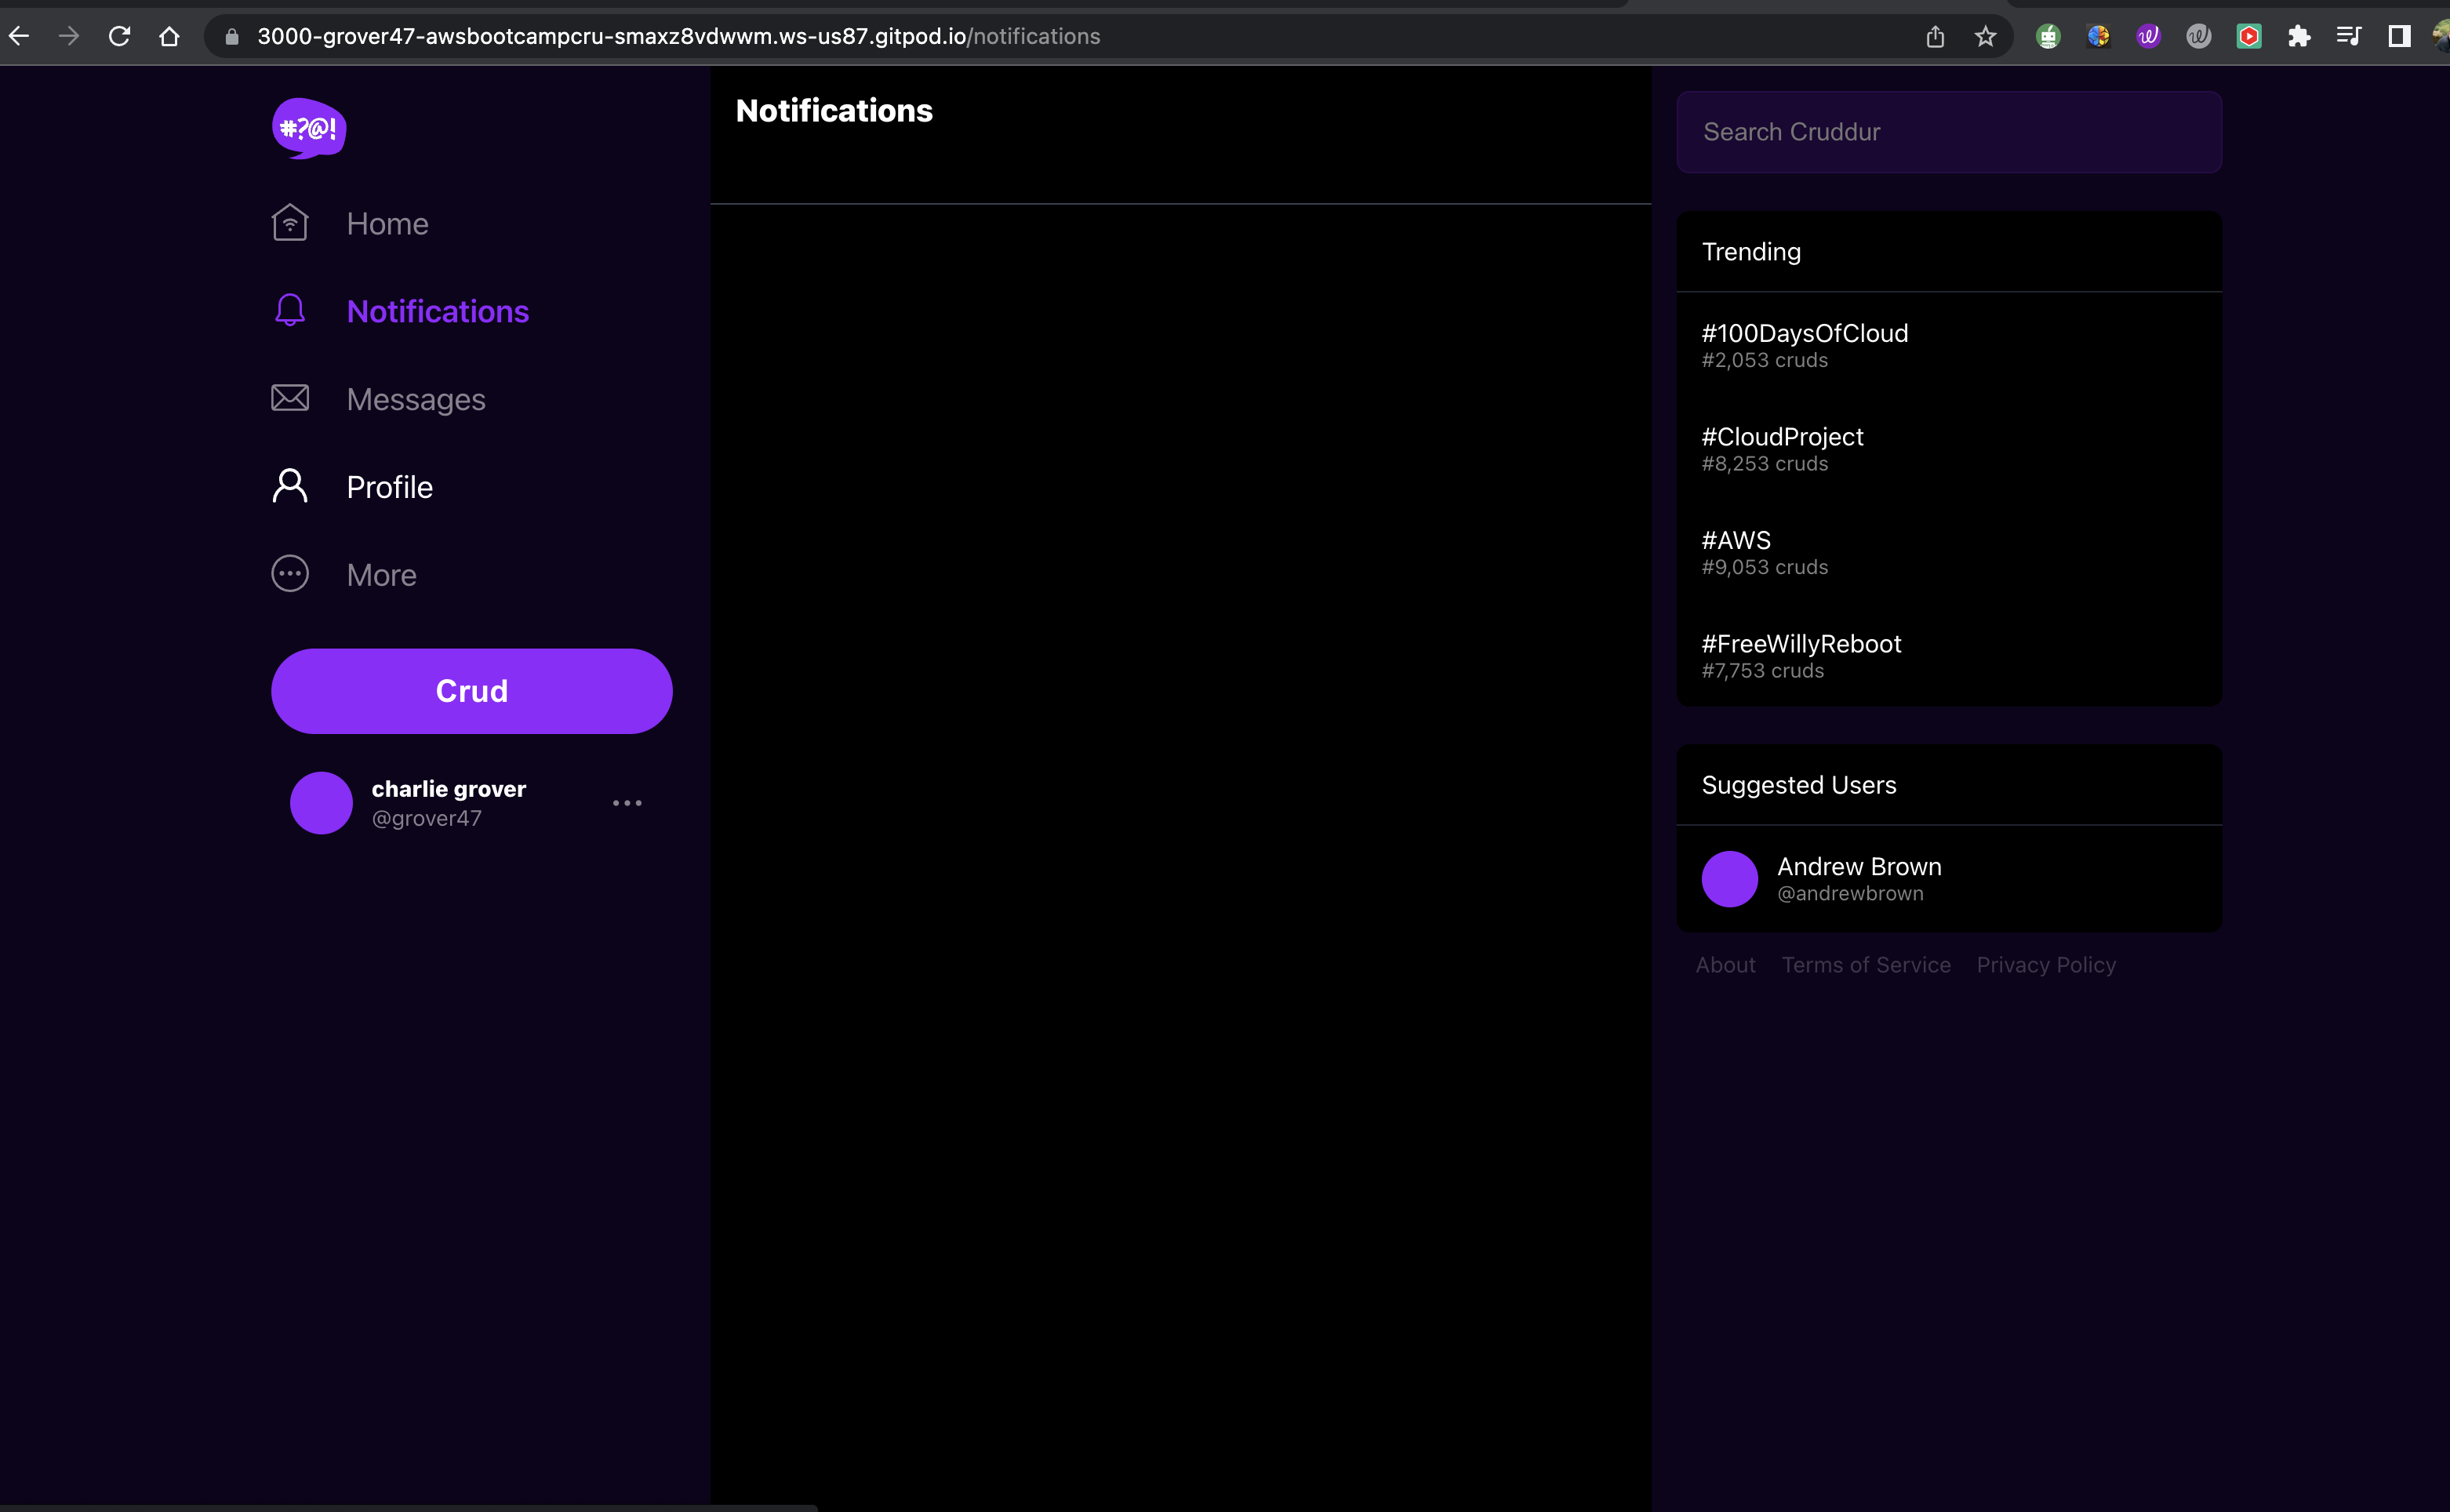 3000-grover47-awsbootcampcru-smaxz8vdwwm.ws-us87.gitpod.io/notifications
#?@!
Home
Notifications
Messages
Profile
More
Crud
charlie grover
@grover47
Notifications
Search Cruddur
Trending
#100DaysOfCloud
#2,053 cruds
#CloudProject
#8,253 cruds
#AWS
#9,053 cruds
#FreeWillyReboot
#7,753 cruds
Suggested Users
Andrew Brown
@andrewbrown
About Terms of Service Privacy Policy